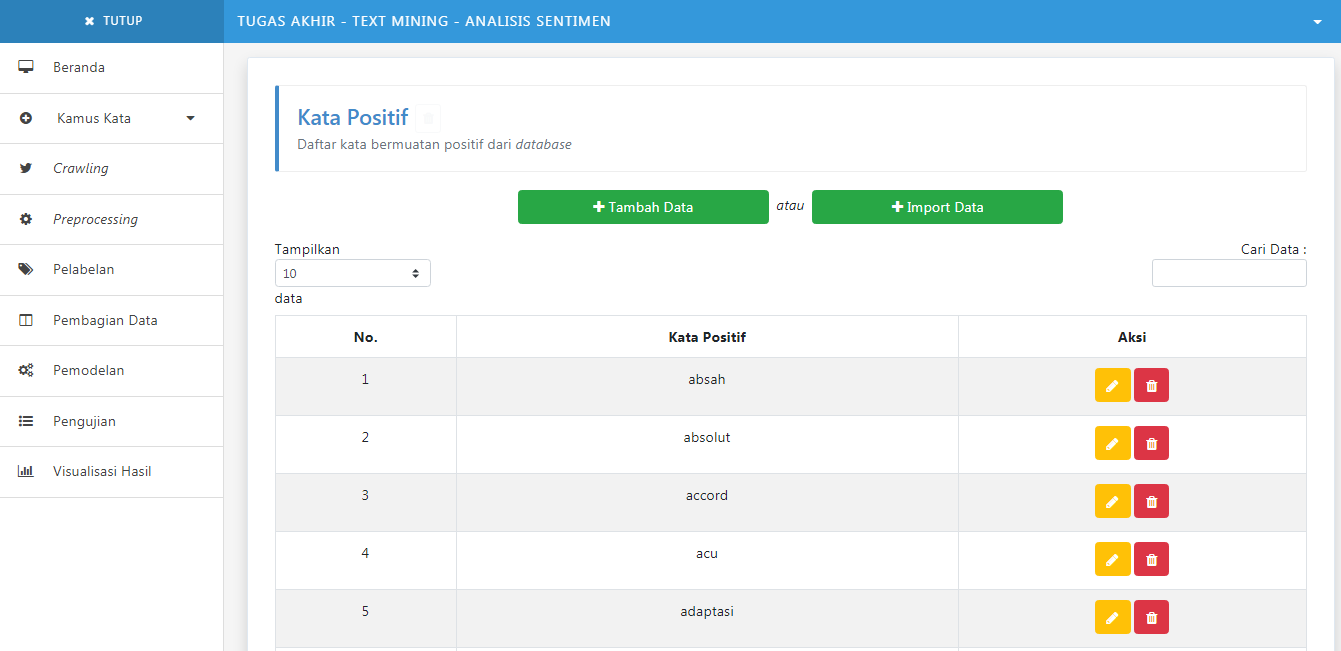 ✖ TUTUP
TUGAS AKHIR - TEXT MINING - ANALISIS SENTIMEN
Beranda
Kamus Kata
Crawling
Preprocessing
Pelabelan
Pembagian Data
Pemodelan
Pengujian
Visualisasi Hasil
Kata Positif
Daftar kata bermuatan positif dari database
+ Tambah Data atau + Import Data
Tampilkan
10
data
Cari Data :
No. Kata Positif Aksi
1 absah
2 absolut
3 accord
4 acu
5 adaptasi